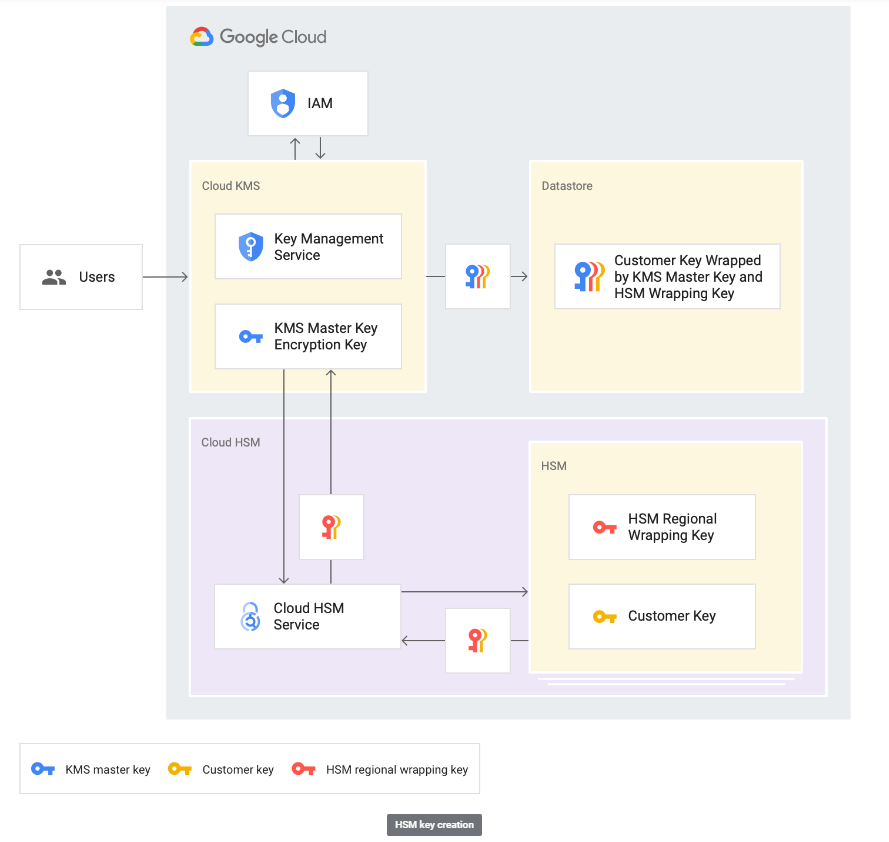 Google Cloud
IAM
Cloud KMS
Key Management
Service
KMS Master Key
Encryption Key
Datastore
Customer Key Wrapped
by KMS Master Key and
HSM Wrapping Key
Users
Cloud HSM
Cloud HSM
Service
HSM
HSM Regional
Wrapping Key
Customer Key
KMS master key
Customer key
HSM regional wrapping key
HSM key creation